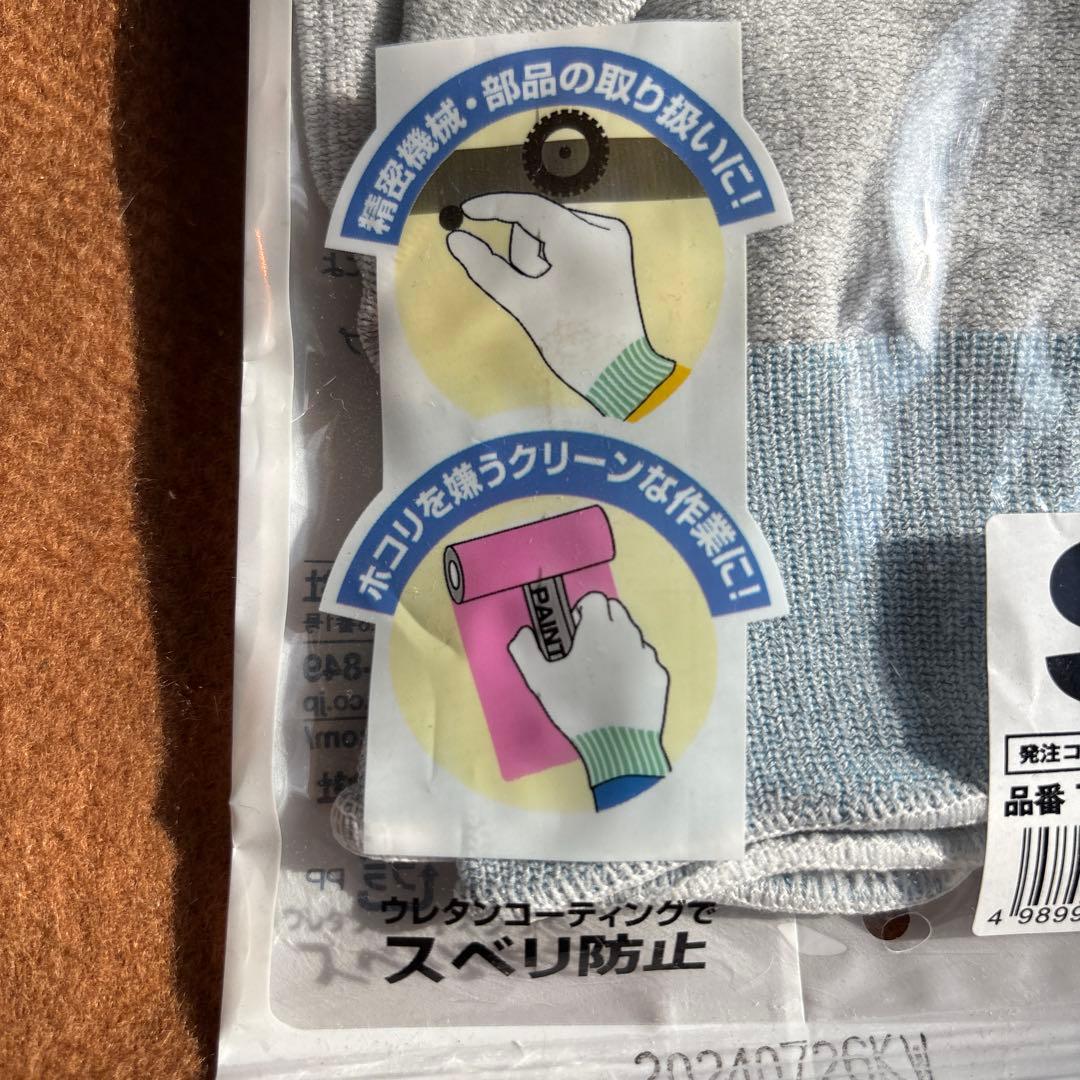 精密機械・部品の取り扱いに!
ホコリを嫌うクリーンな作業に!
PAINT
発注コ
品番
4 9899
ウレタンコーティングで
スベリ防止
20240726KW